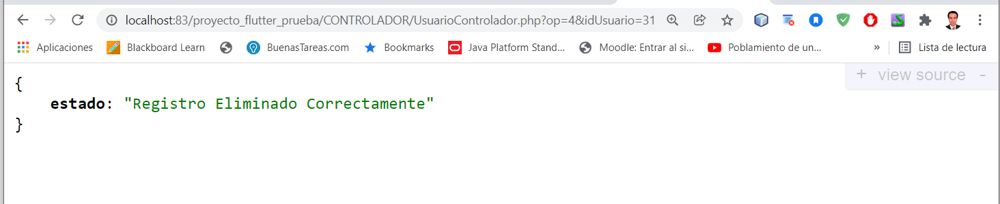 localhost:83/proyecto_flutter_prueba/CONTROLADOR/UsuarioControlador.php?op=4&idUsuario=31
Aplicaciones Blackboard Learn BuenasTareas.com Bookmarks Java Platform Stand... Moodle: Entrar al si... Poblamiento de un... » Lista de lectura
+ view source -
{
estado: "Registro Eliminado Correctamente"
}